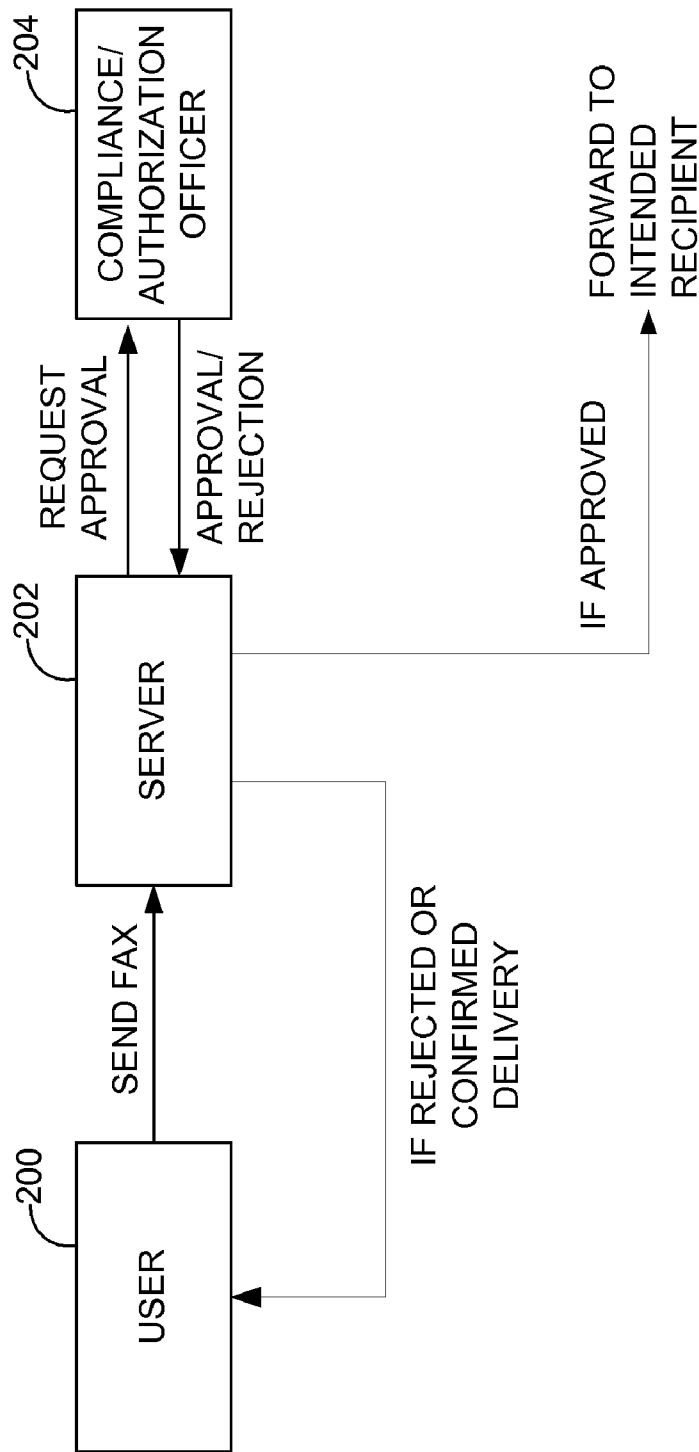 200
USER
SEND FAX
202
SERVER
REQUEST
APPROVAL
APPROVAL/
REJECTION
204
COMPLIANCE/
AUTHORIZATION
OFFICER
IF REJECTED OR
CONFIRMED
DELIVERY
IF APPROVED
FORWARD TO
INTENDED
RECIPIENT